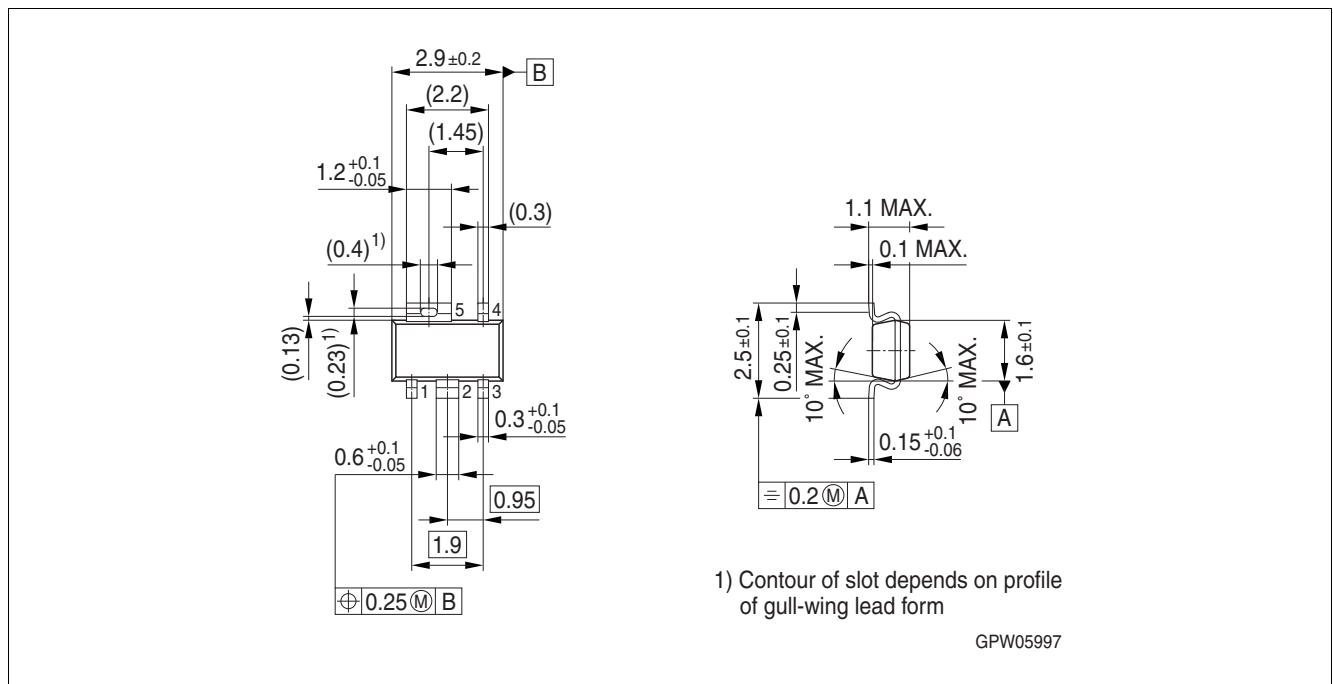 2.9 ±0.2
B
(2.2)
(1.45)
1.2 +0.1 -0.05
(0.3)
(0.4) 1)
5
4
(0.13)
(0.23) 1)
1
2
3
0.3 +0.1 -0.05
0.6 +0.1 -0.05
0.95
1.9
⌖ 0.25 Ⓜ B
1.1 MAX.
0.1 MAX.
2.5±0.1
0.25±0.1
10° MAX.
10° MAX.
1.6±0.1
A
0.15 +0.1 -0.06
⌯ 0.2 Ⓜ A
1) Contour of slot depends on profile
of gull-wing lead form
GPW05997